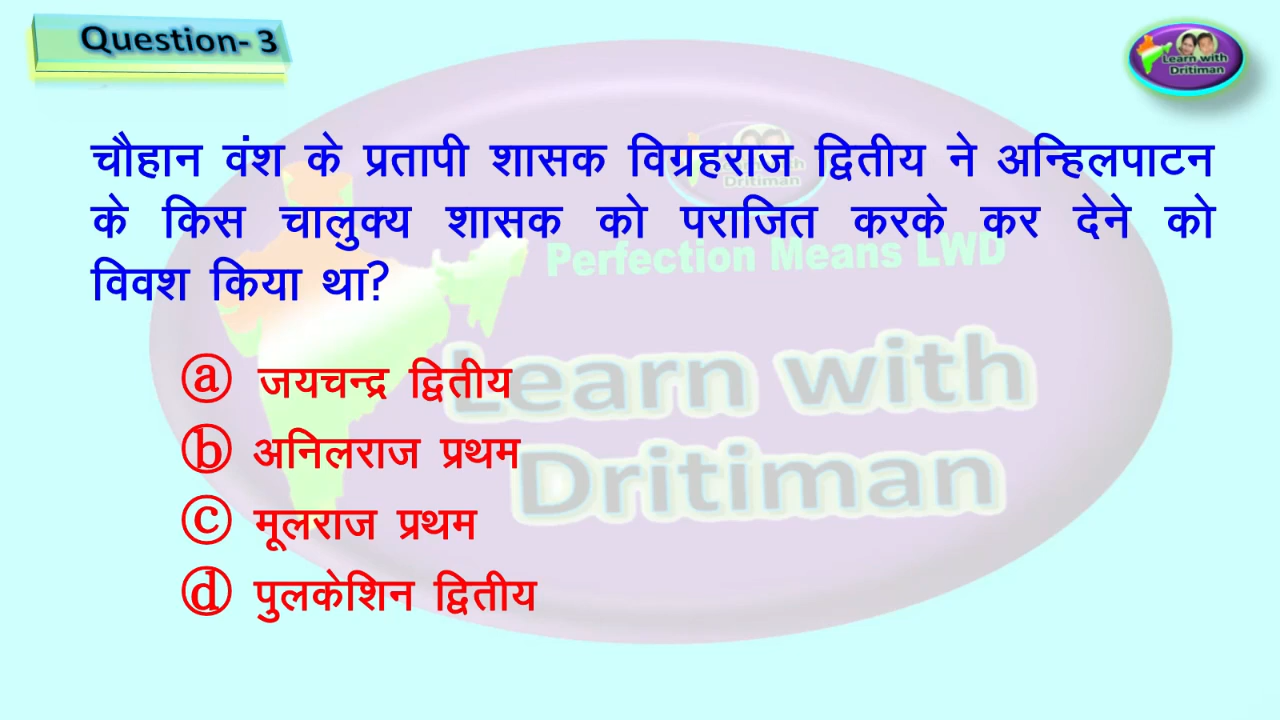 Question- 3
Learn with
Dritiman
चौहान वंश के प्रतापी शासक विग्रहराज द्वितीय ने अन्हिलपाटन
के किस चालुक्य शासक को पराजित करके कर देने को
विवश किया था?
Dritiman
Perfection Means LWD
ⓐ जयचन्द्र द्वितीय
ⓑ अनिलराज प्रथम
ⓒ मूलराज प्रथम
ⓓ पुलकेशिन द्वितीय
Learn with
Dritiman